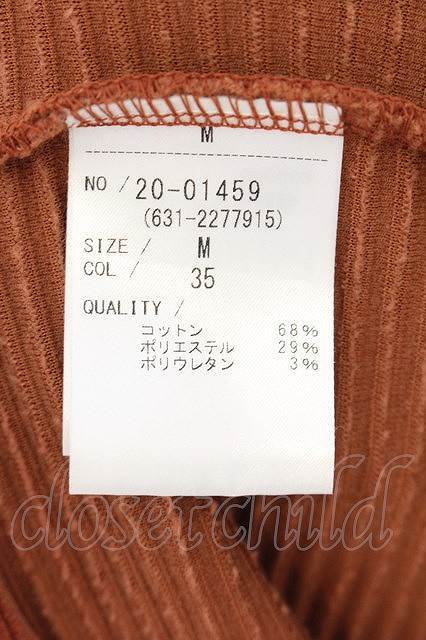 M
NO / 20-01459
(631-2277915)
SIZE / M
COL / 35
QUALITY /
コットン 68%
ポリエステル 29%
ポリウレタン 3%
closetchild